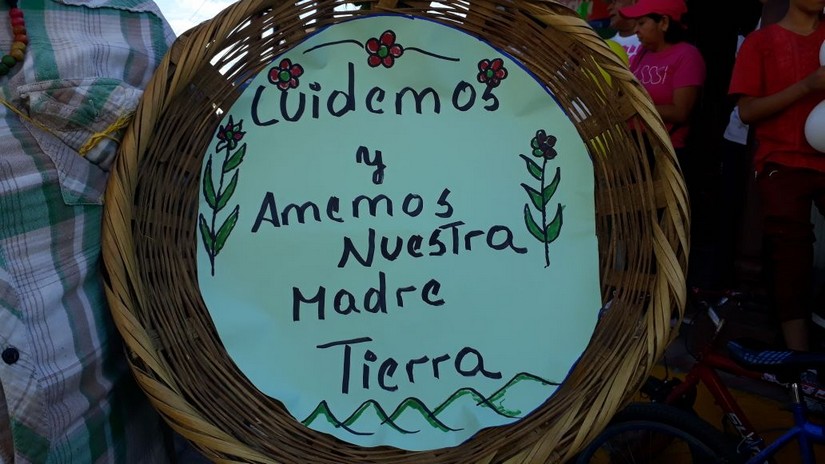 Cuidemos
y
Amemos
Nuestra
Madre
Tierra